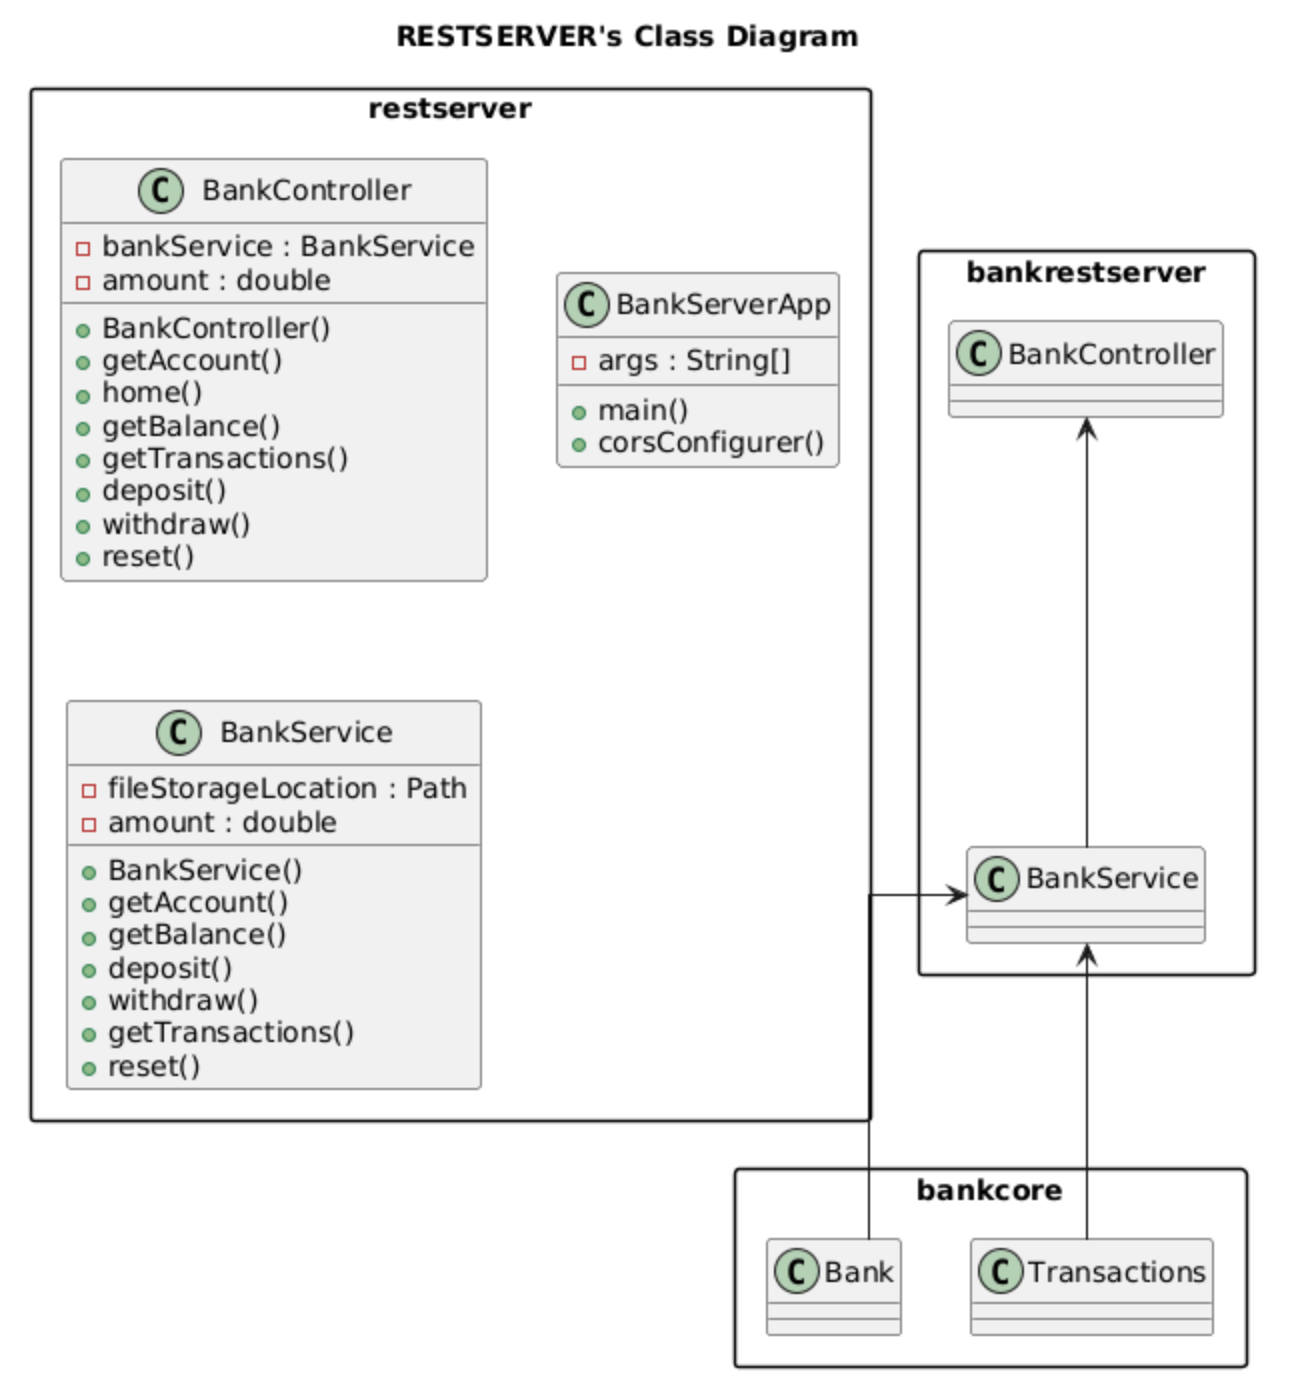 RESTSERVER's Class Diagram
restserver
C BankController
bankService : BankService
amount : double
BankController()
getAccount()
home()
getBalance()
getTransactions()
deposit()
withdraw()
reset()
C BankServerApp
args : String[]
main()
corsConfigurer()
C BankService
fileStorageLocation : Path
amount : double
BankService()
getAccount()
getBalance()
deposit()
withdraw()
getTransactions()
reset()
bankrestserver
C BankController
C BankService
bankcore
C Bank
C Transactions